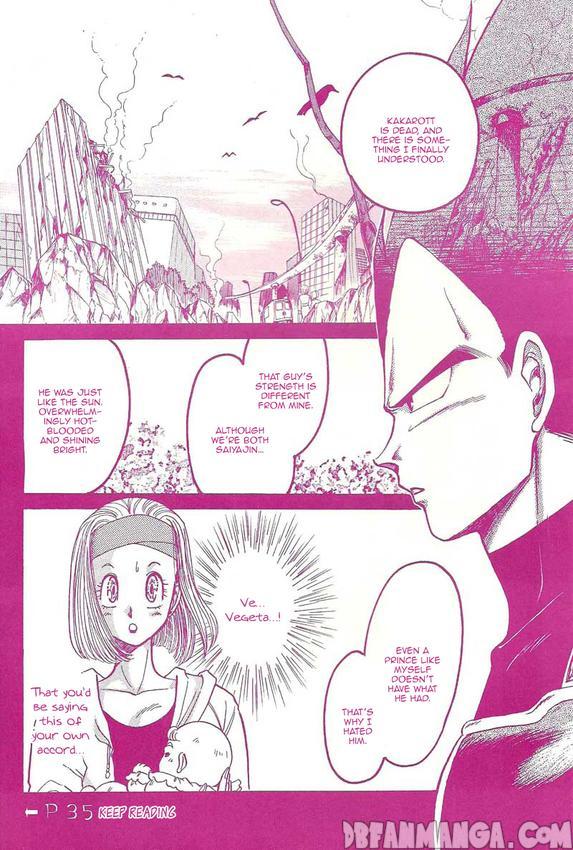 KAKAROTT
IS DEAD, AND
THERE IS SOME-
THING I FINALLY
UNDERSTOOD.
THAT GUY'S
STRENGTH IS
DIFFERENT
FROM MINE.
ALTHOUGH
WE'RE BOTH
SAIYAJIN...
HE WAS JUST
LIKE THE SUN.
OVERWHELM-
INGLY HOT-
BLOODED
AND SHINING
BRIGHT.
EVEN A
PRINCE LIKE
MYSELF
DOESN'T
HAVE WHAT
HE HAD.
THAT'S
WHY I
HATED
HIM.
Ve...
Vegeta...!
That you'd
be saying
this of
your own
accord...
P 35 KEEP READING
DBFANMANGA.COM